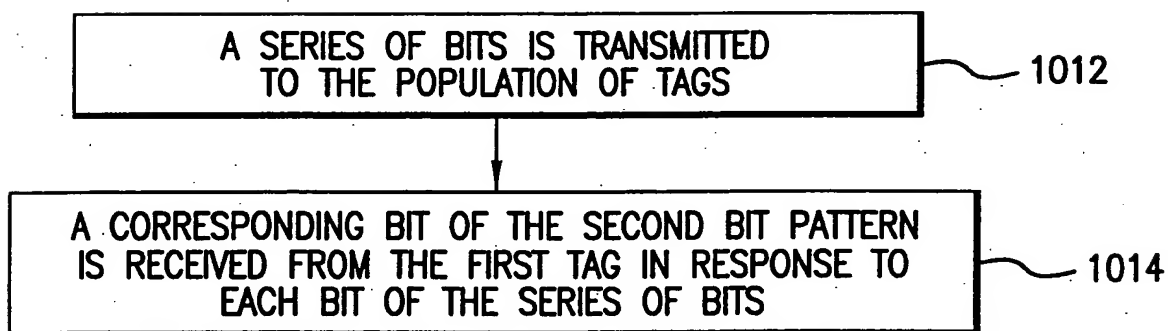 A SERIES OF BITS IS TRANSMITTED
TO THE POPULATION OF TAGS
1012
A CORRESPONDING BIT OF THE SECOND BIT PATTERN
IS RECEIVED FROM THE FIRST TAG IN RESPONSE TO
EACH BIT OF THE SERIES OF BITS
1014